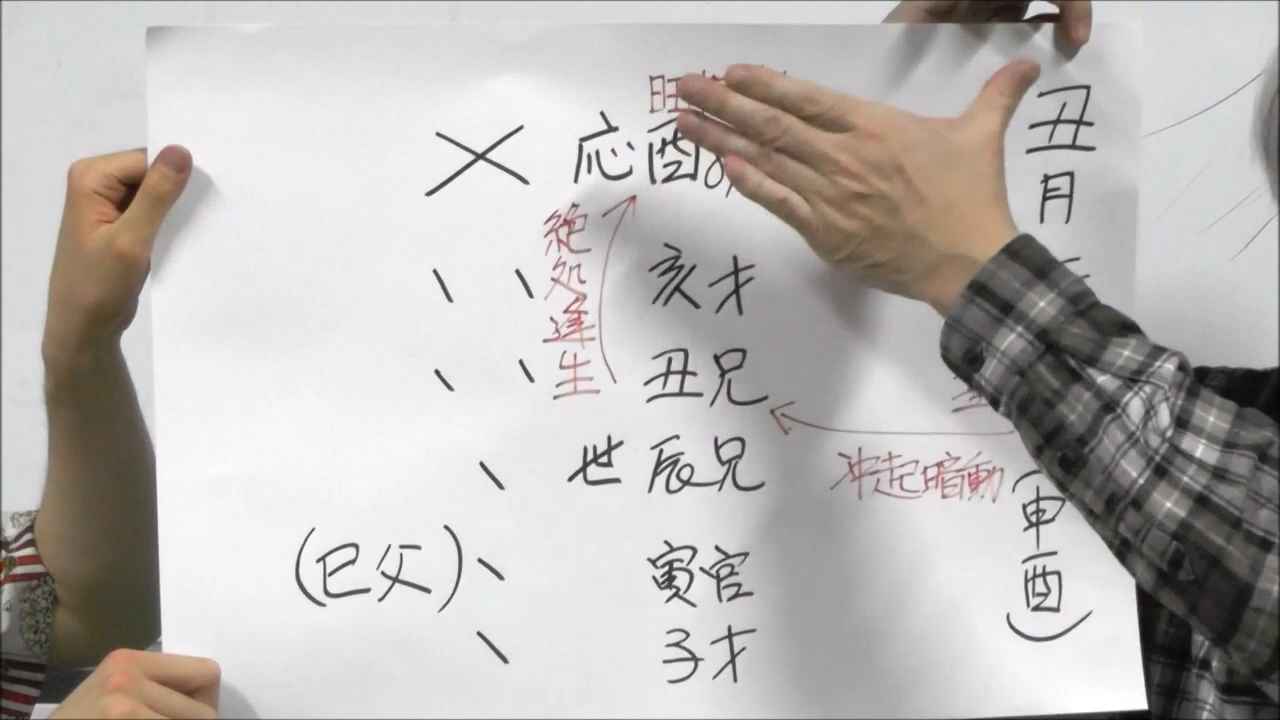 旺
応酉
絶処逢生
亥才
丑兄
世辰兄
冲起暗動
(巳父)
寅官
子才
丑月
申酉)